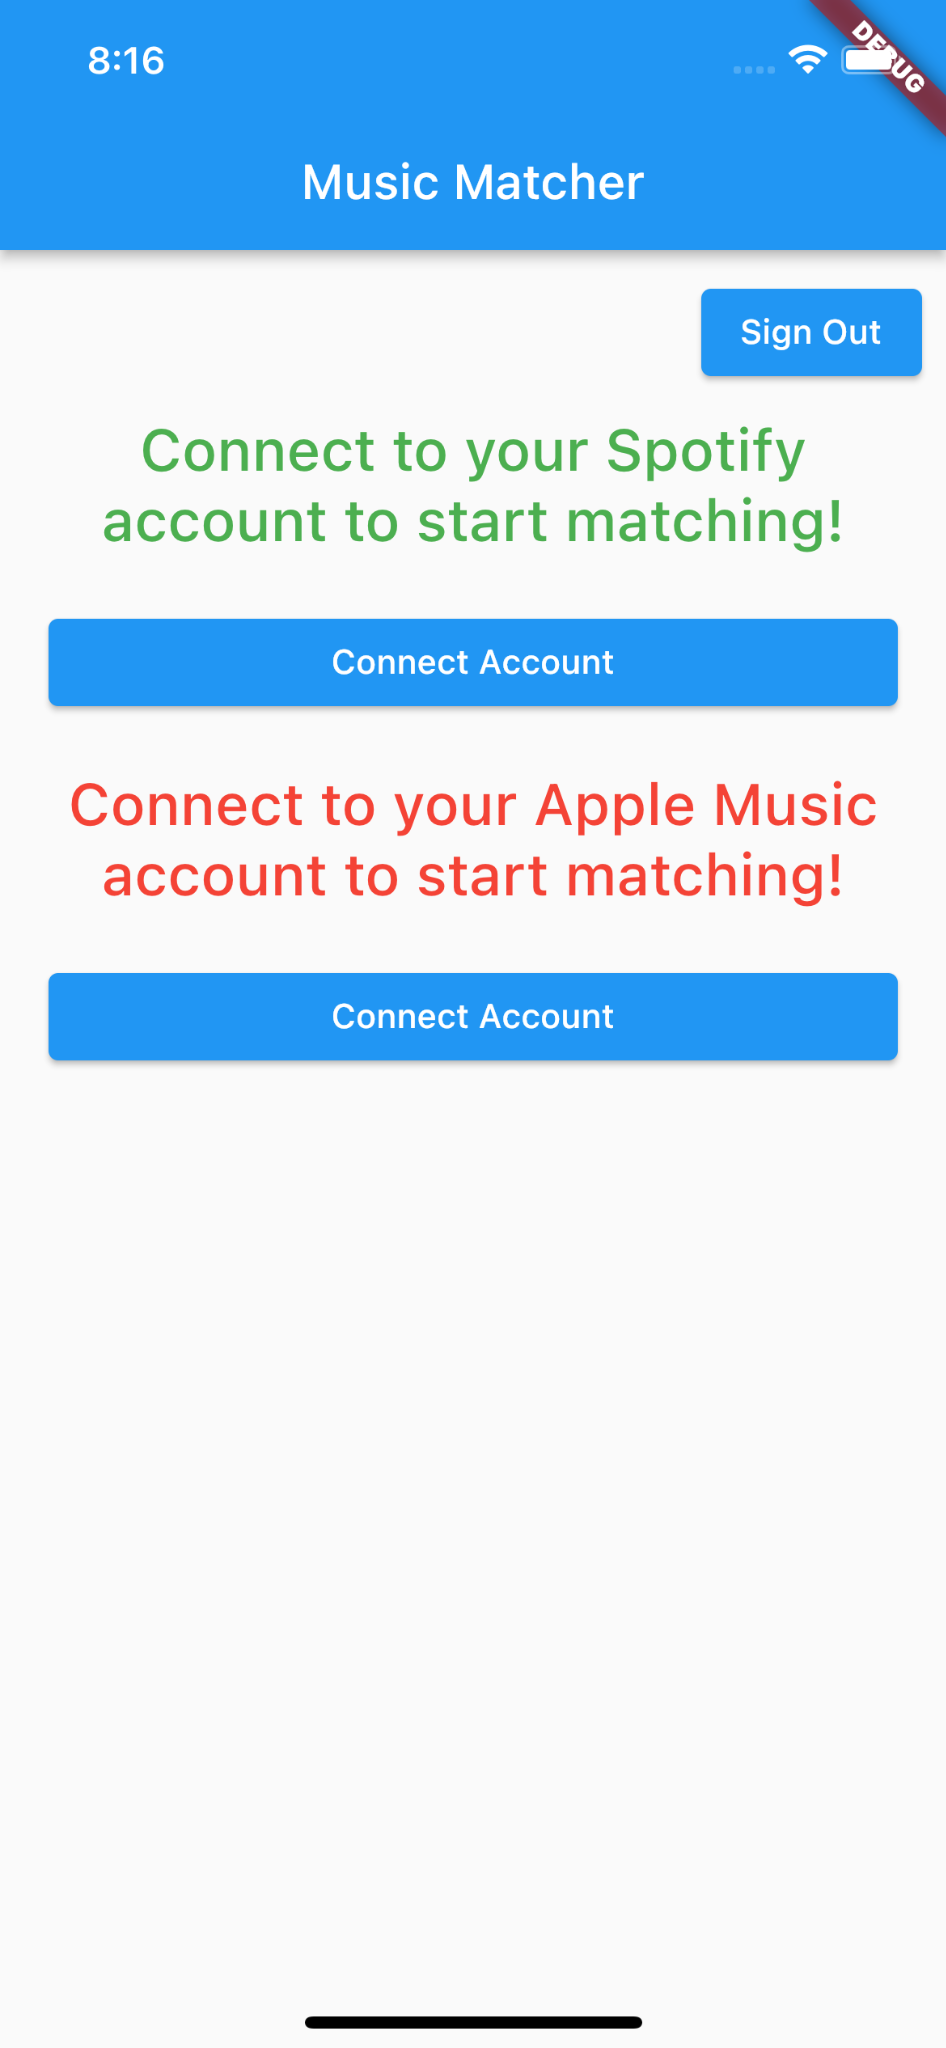 8:16
DEBUG
Music Matcher
Sign Out
Connect to your Spotify
account to start matching!
Connect Account
Connect to your Apple Music
account to start matching!
Connect Account